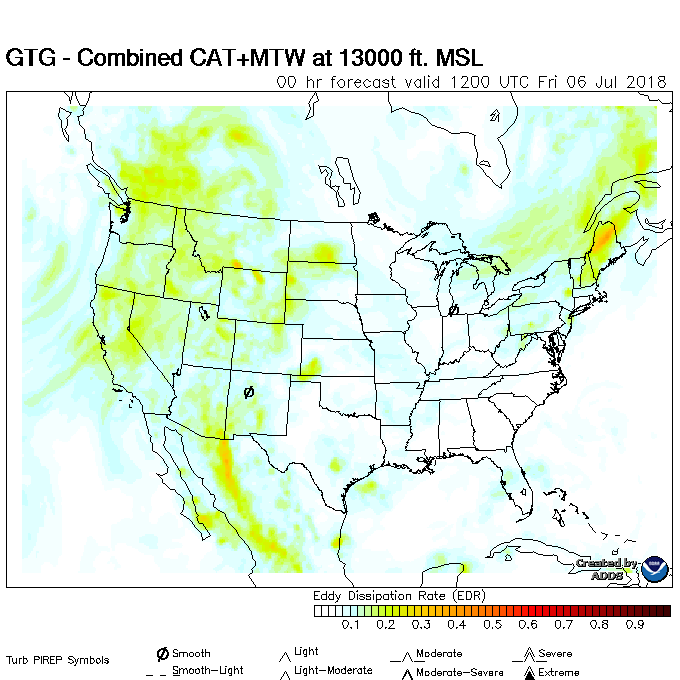 GTG - Combined CAT+MTW at 13000 ft. MSL
00 hr forecast valid 1200 UTC Fri 06 Jul 2018
Created by
ADDS
Eddy Dissipation Rate (EDR)
0.1 0.2 0.3 0.4 0.5 0.6 0.7 0.8 0.9
Turb PIREP Symbols
Smooth Light Moderate Severe
Smooth-Light Light-Moderate Moderate-Severe Extreme